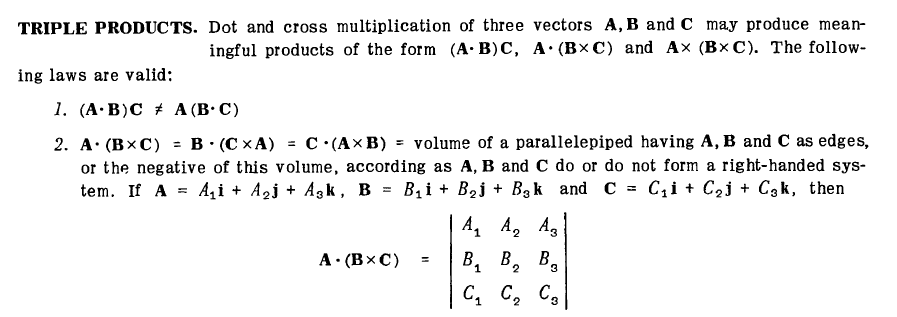 TRIPLE PRODUCTS. Dot and cross multiplication of three vectors A, B and C may produce mean-
ingful products of the form (A·B)C, A·(B×C) and A×(B×C). The follow-
ing laws are valid:
1. (A·B)C ≠ A(B·C)
2. A·(B×C) = B·(C×A) = C·(A×B) = volume of a parallelepiped having A, B and C as edges,
or the negative of this volume, according as A, B and C do or do not form a right-handed sys-
tem. If A = A₁i + A₂j + A₃k, B = B₁i + B₂j + B₃k and C = C₁i + C₂j + C₃k, then
| A₁ A₂ A₃ |
A·(B×C) = | B₁ B₂ B₃ |
| C₁ C₂ C₃ |